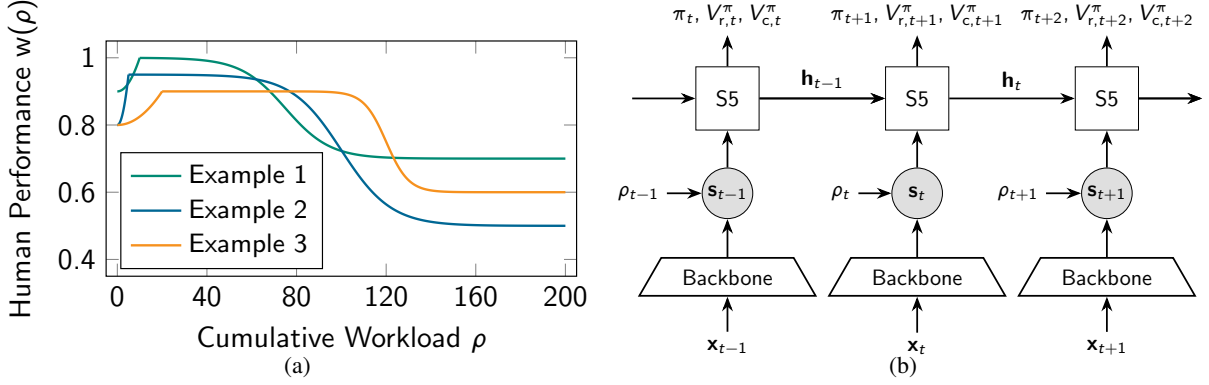 Human Performance w(ρ)
1
0.8
0.6
0.4
Example 1
Example 2
Example 3
0 40 80 120 160 200
Cumulative Workload ρ
(a)
π_t, V^π_{r,t}, V^π_{c,t} π_{t+1}, V^π_{r,t+1}, V^π_{c,t+1} π_{t+2}, V^π_{r,t+2}, V^π_{c,t+2}
S5 h_{t−1} S5 h_t S5
ρ_{t−1} s_{t−1} ρ_t s_t ρ_{t+1} s_{t+1}
Backbone Backbone Backbone
x_{t−1} x_t x_{t+1}
(b)